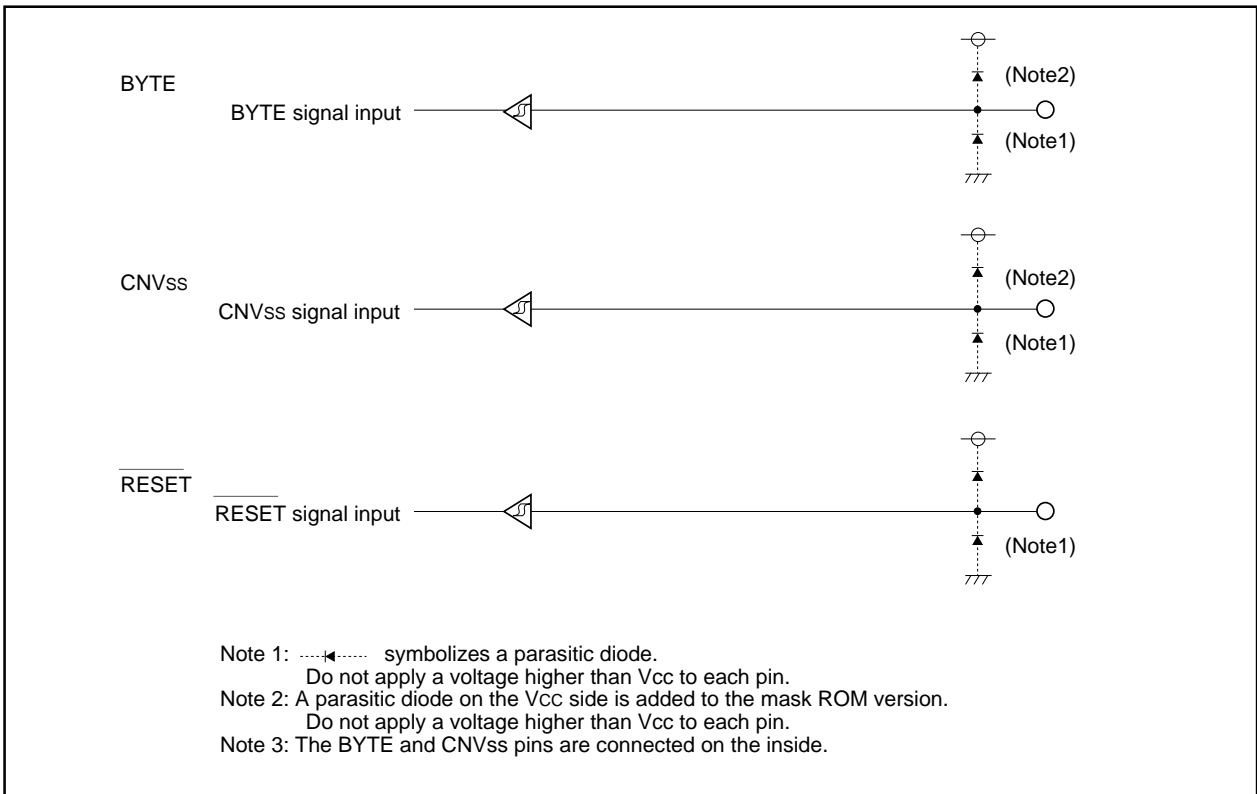 BYTE
(Note2)
BYTE signal input
(Note1)
CNVss
(Note2)
CNVss signal input
(Note1)
RESET
RESET signal input
(Note1)
Note 1: symbolizes a parasitic diode.
Do not apply a voltage higher than Vcc to each pin.
Note 2: A parasitic diode on the VCC side is added to the mask ROM version.
Do not apply a voltage higher than Vcc to each pin.
Note 3: The BYTE and CNVss pins are connected on the inside.